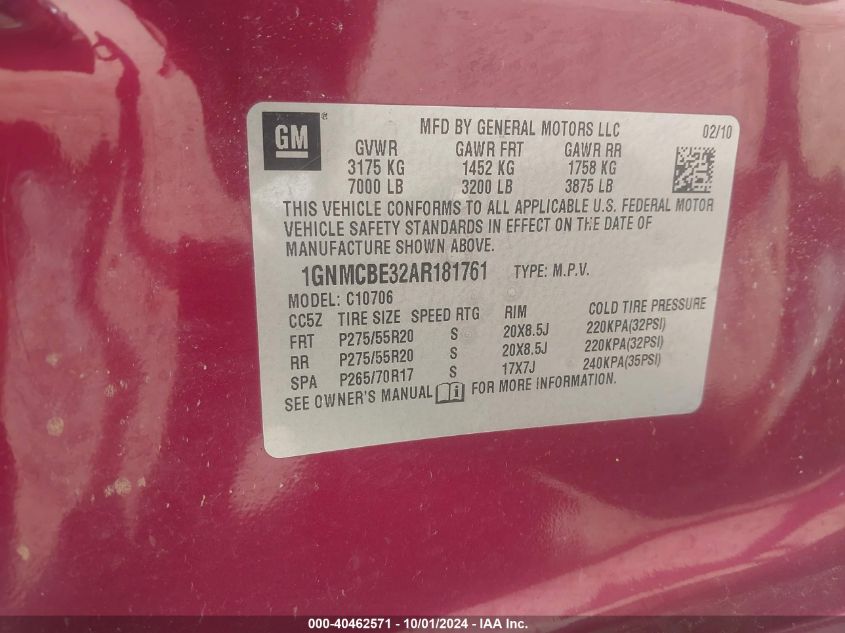 GM ®
MFD BY GENERAL MOTORS LLC 02/10
GVWR GAWR FRT GAWR RR
3175 KG 1452 KG 1758 KG
7000 LB 3200 LB 3875 LB
THIS VEHICLE CONFORMS TO ALL APPLICABLE U.S. FEDERAL MOTOR
VEHICLE SAFETY STANDARDS IN EFFECT ON THE DATE OF
MANUFACTURE SHOWN ABOVE.
1GNMCBE32AR181761 TYPE: M.P.V.
MODEL: C10706
CC5Z TIRE SIZE SPEED RTG RIM COLD TIRE PRESSURE
FRT P275/55R20 S 20X8.5J 220KPA(32PSI)
RR P275/55R20 S 20X8.5J 220KPA(32PSI)
SPA P265/70R17 S 17X7J 240KPA(35PSI)
SEE OWNER'S MANUAL FOR MORE INFORMATION.
000-40462571 - 10/01/2024 - IAA Inc.